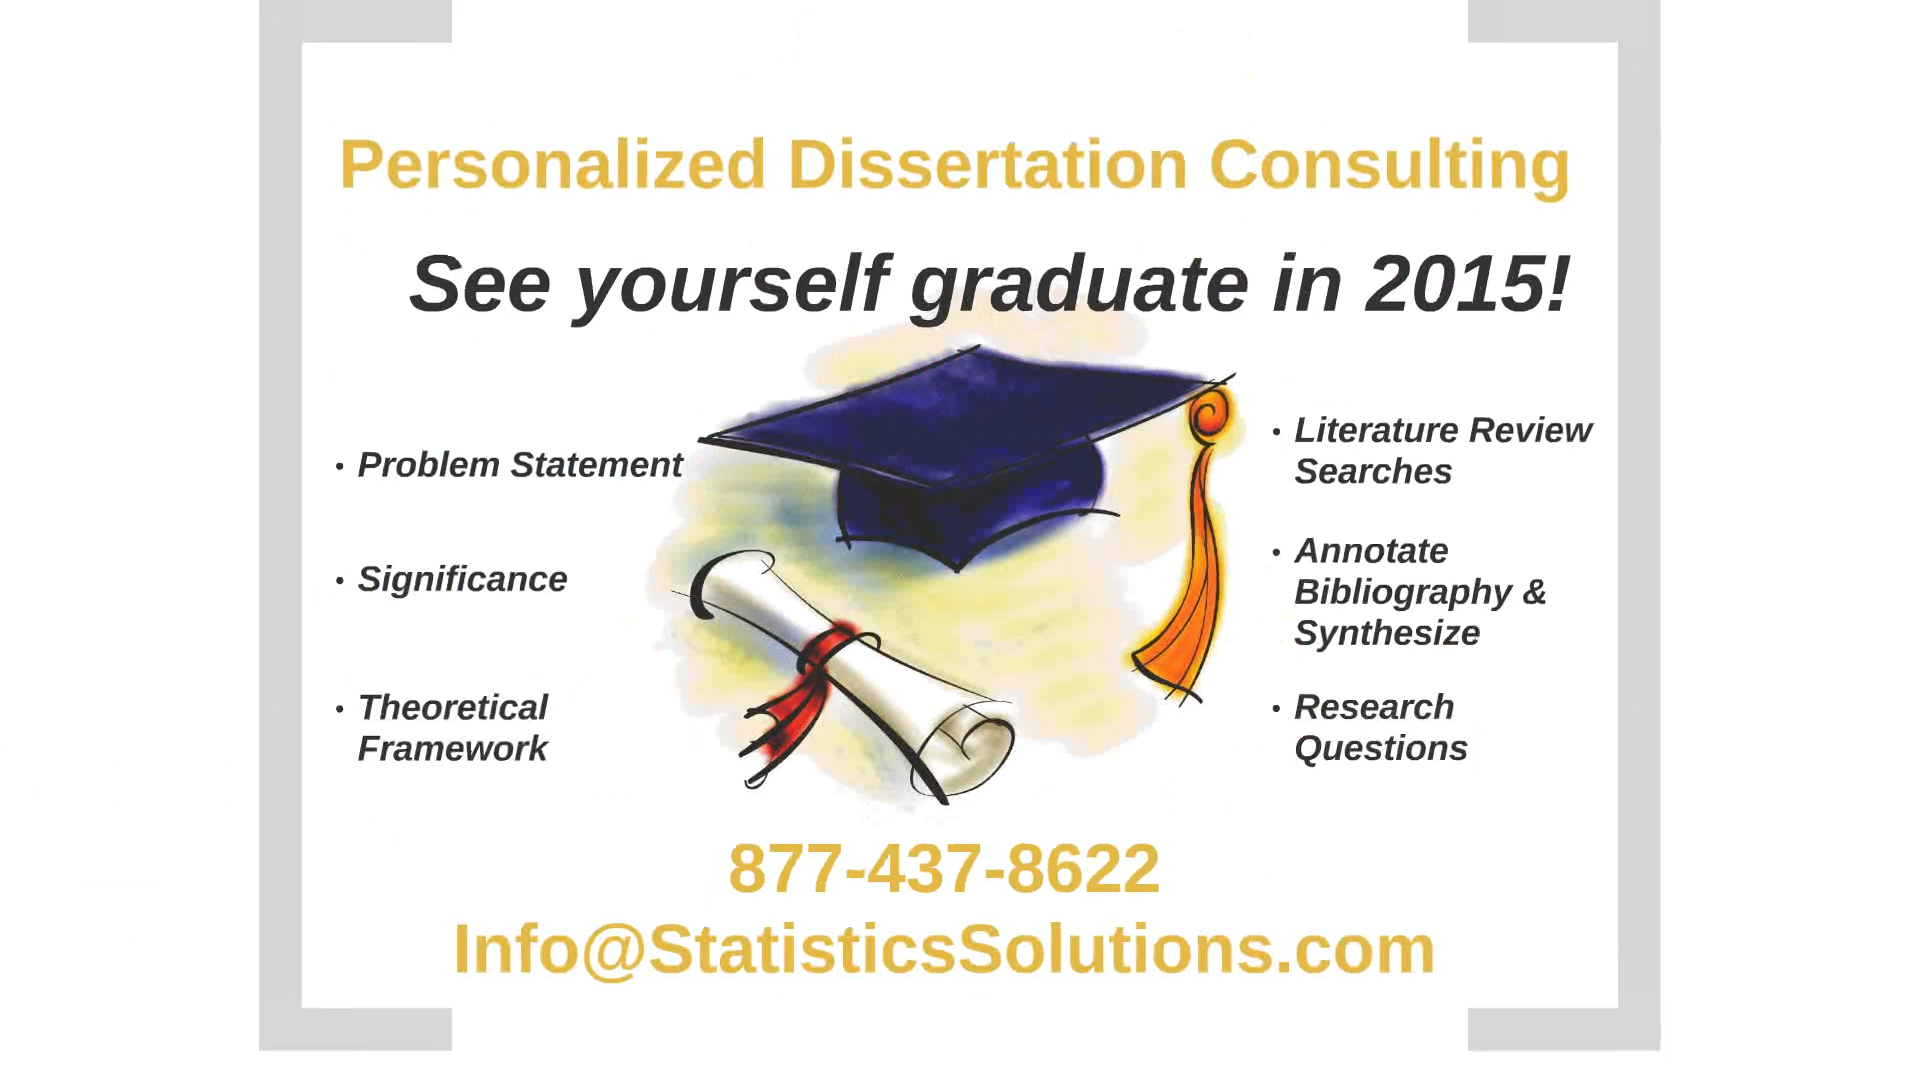 Personalized Dissertation Consulting
See yourself graduate in 2015!
• Problem Statement
• Significance
• Theoretical
Framework
• Literature Review
Searches
• Annotate
Bibliography &
Synthesize
• Research
Questions
877-437-8622
Info@StatisticsSolutions.com